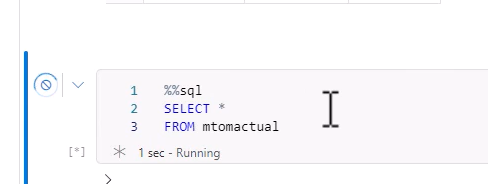 1 %%sql
2 SELECT *
3 FROM mtomactual
[*] 1 sec - Running